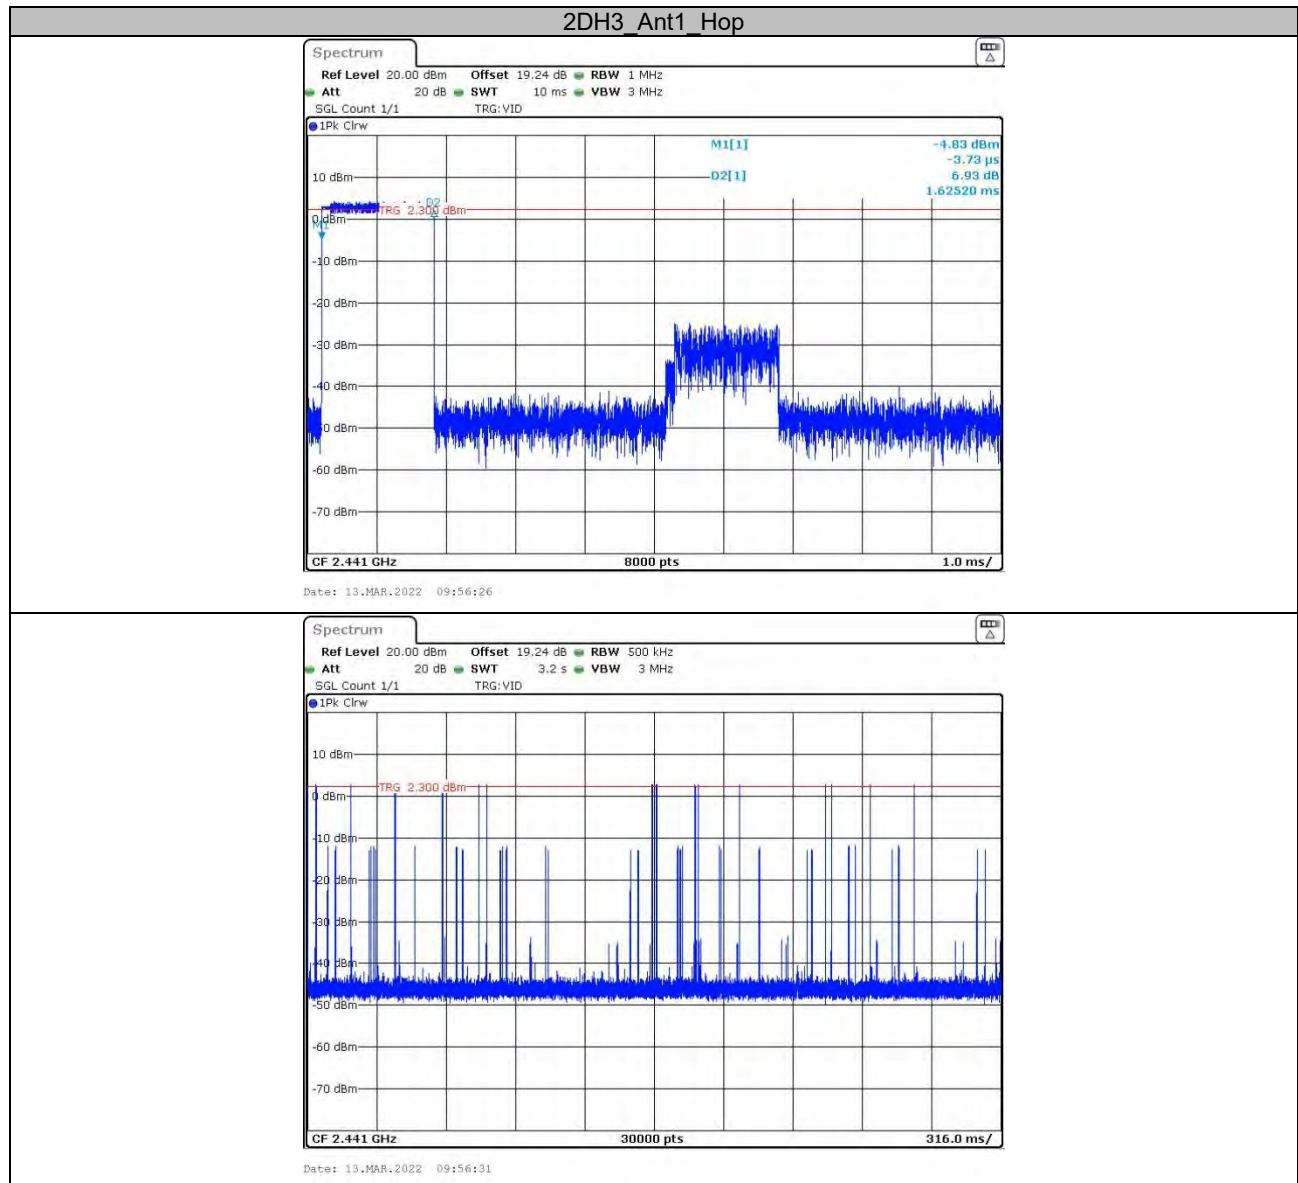 2DH3_Ant1_Hop
Spectrum
Ref Level 20.00 dBm Offset 19.24 dB RBW 1 MHz
Att 20 dB SWT 10 ms VBW 3 MHz
SGL Count 1/1 TRG:VID
1Pk Clrw
M1[1] -4.83 dBm
-3.73 µs
D2[1] 6.93 dB
1.62520 ms
10 dBm
D2
TRG 2.300 dBm
0 dBm
M1
-10 dBm
-20 dBm
-30 dBm
-40 dBm
-50 dBm
-60 dBm
-70 dBm
CF 2.441 GHz 8000 pts 1.0 ms/
Date: 13.MAR.2022 09:56:26
Spectrum
Ref Level 20.00 dBm Offset 19.24 dB RBW 500 kHz
Att 20 dB SWT 3.2 s VBW 3 MHz
SGL Count 1/1 TRG:VID
1Pk Clrw
10 dBm
TRG 2.300 dBm
0 dBm
-10 dBm
-20 dBm
-30 dBm
-40 dBm
-50 dBm
-60 dBm
-70 dBm
CF 2.441 GHz 30000 pts 316.0 ms/
Date: 13.MAR.2022 09:56:31